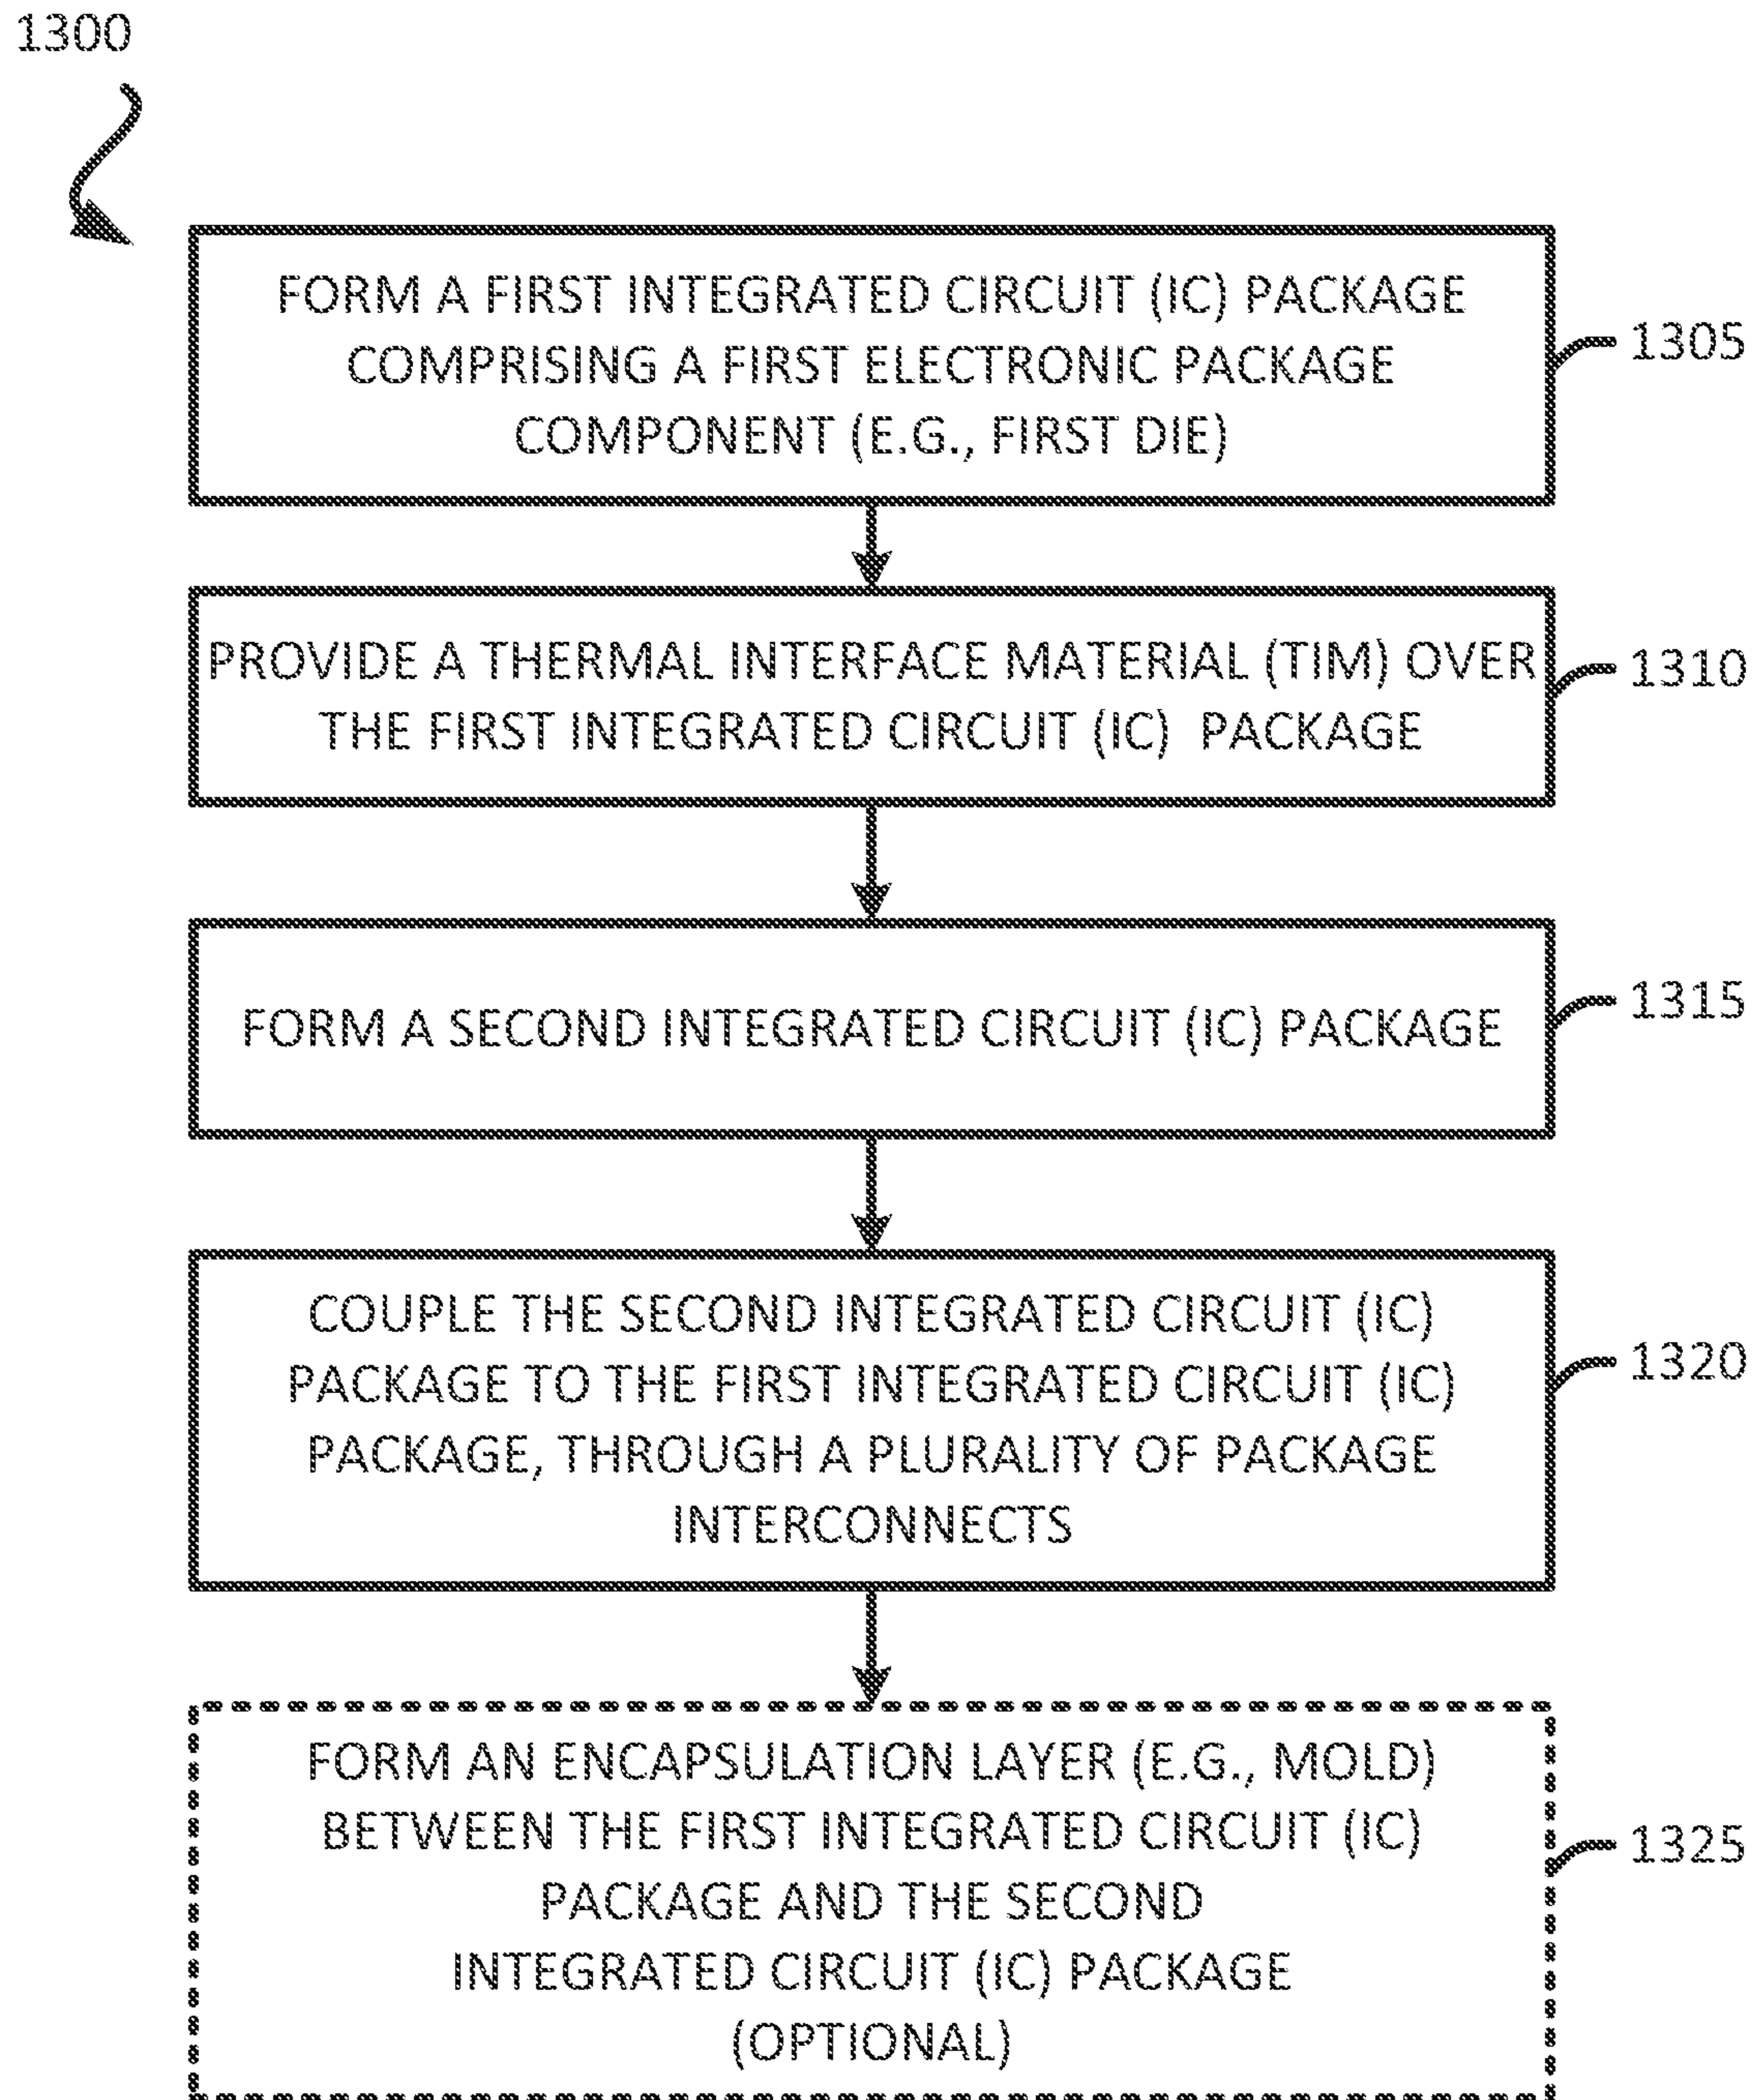 1300
FORM A FIRST INTEGRATED CIRCUIT (IC) PACKAGE
COMPRISING A FIRST ELECTRONIC PACKAGE
COMPONENT (E.G., FIRST DIE)
1305
PROVIDE A THERMAL INTERFACE MATERIAL (TIM) OVER
THE FIRST INTEGRATED CIRCUIT (IC) PACKAGE
1310
FORM A SECOND INTEGRATED CIRCUIT (IC) PACKAGE
1315
COUPLE THE SECOND INTEGRATED CIRCUIT (IC)
PACKAGE TO THE FIRST INTEGRATED CIRCUIT (IC)
PACKAGE, THROUGH A PLURALITY OF PACKAGE
INTERCONNECTS
1320
FORM AN ENCAPSULATION LAYER (E.G., MOLD)
BETWEEN THE FIRST INTEGRATED CIRCUIT (IC)
PACKAGE AND THE SECOND
INTEGRATED CIRCUIT (IC) PACKAGE
(OPTIONAL)
1325